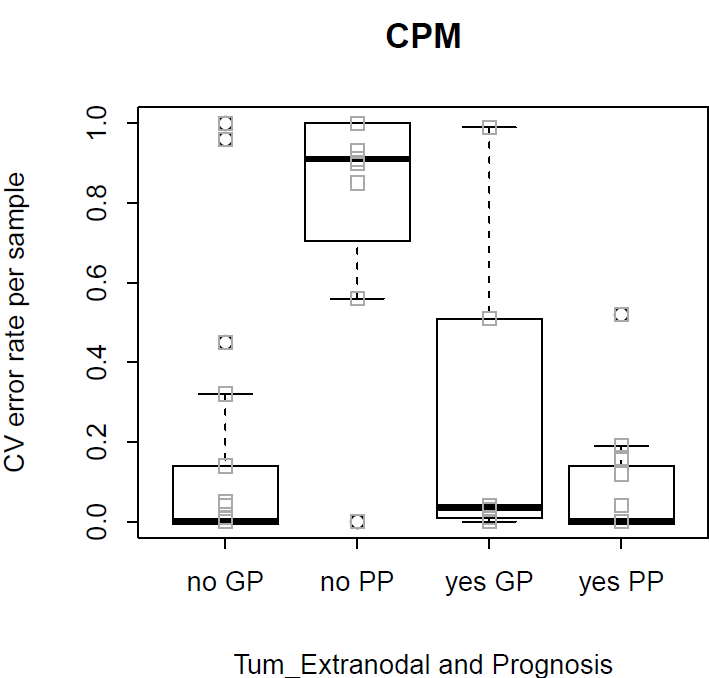 CPM
CV error rate per sample
1.0
0.8
0.6
0.4
0.2
0.0
no GP no PP yes GP yes PP
Tum_Extranodal and Prognosis